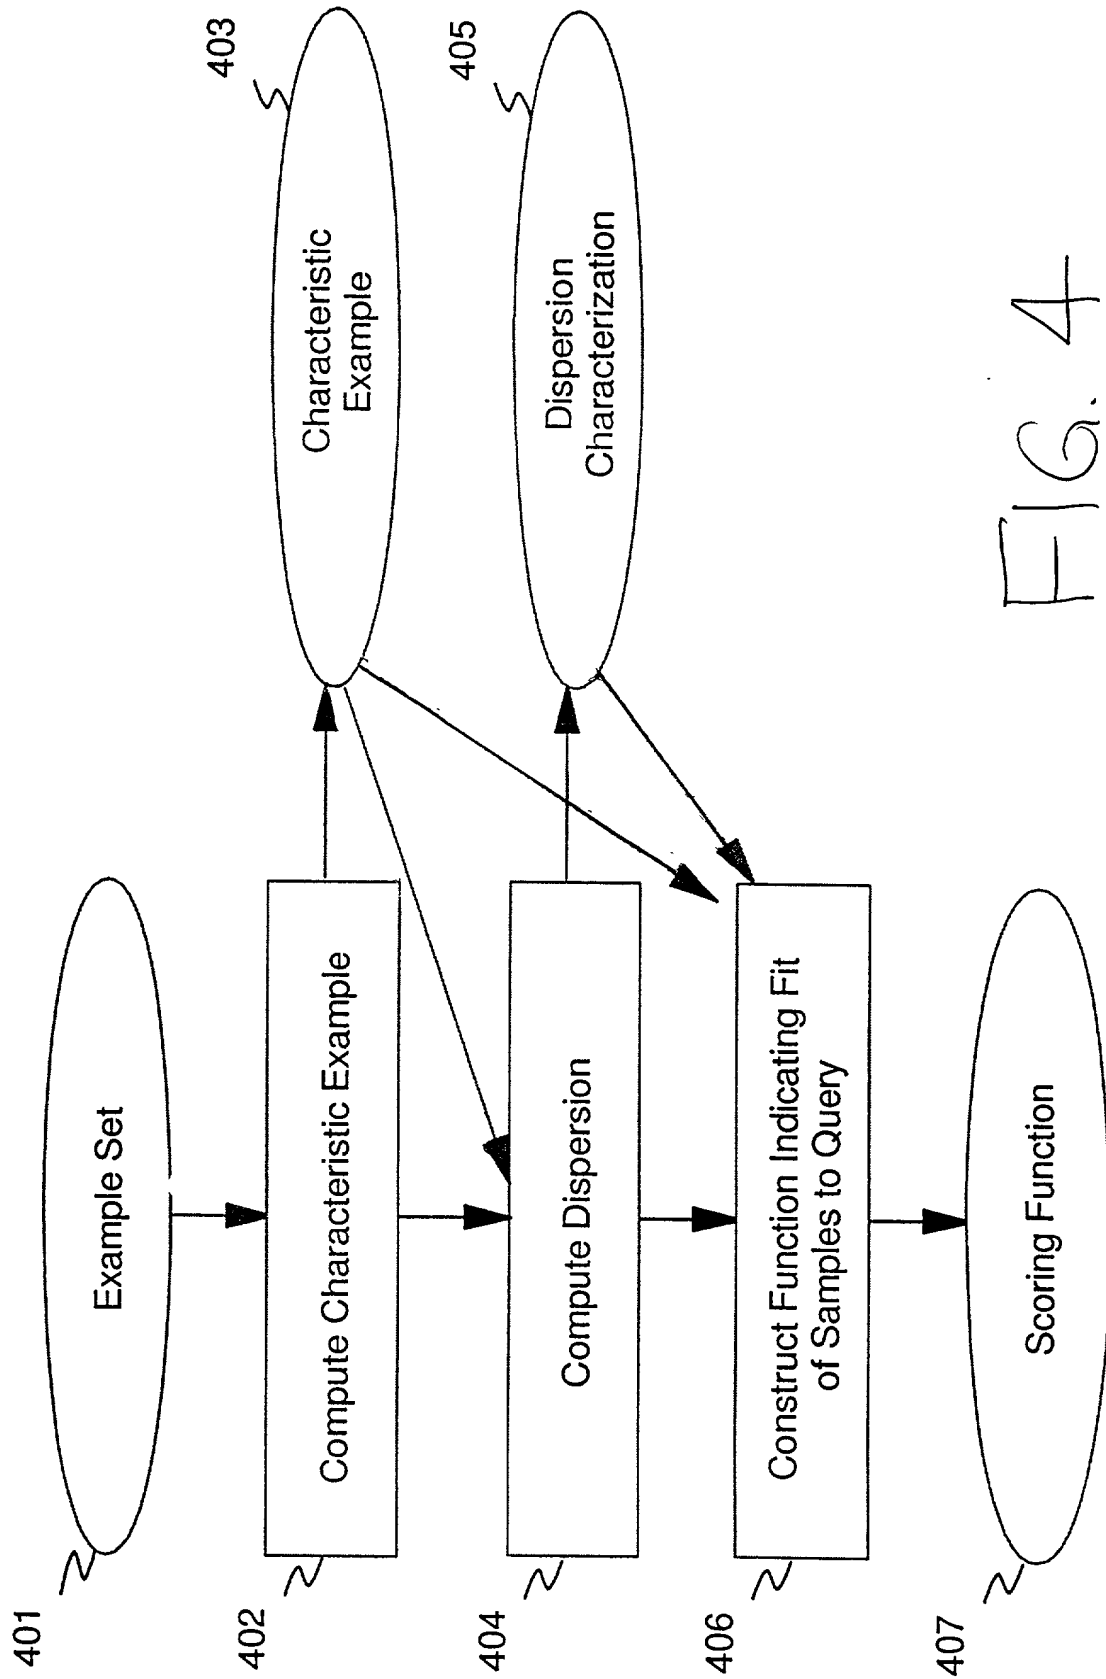 401
Example Set
402
Compute Characteristic Example
403
Characteristic
Example
404
Compute Dispersion
405
Dispersion
Characterization
406
Construct Function Indicating Fit
of Samples to Query
407
Scoring Function
FIG. 4